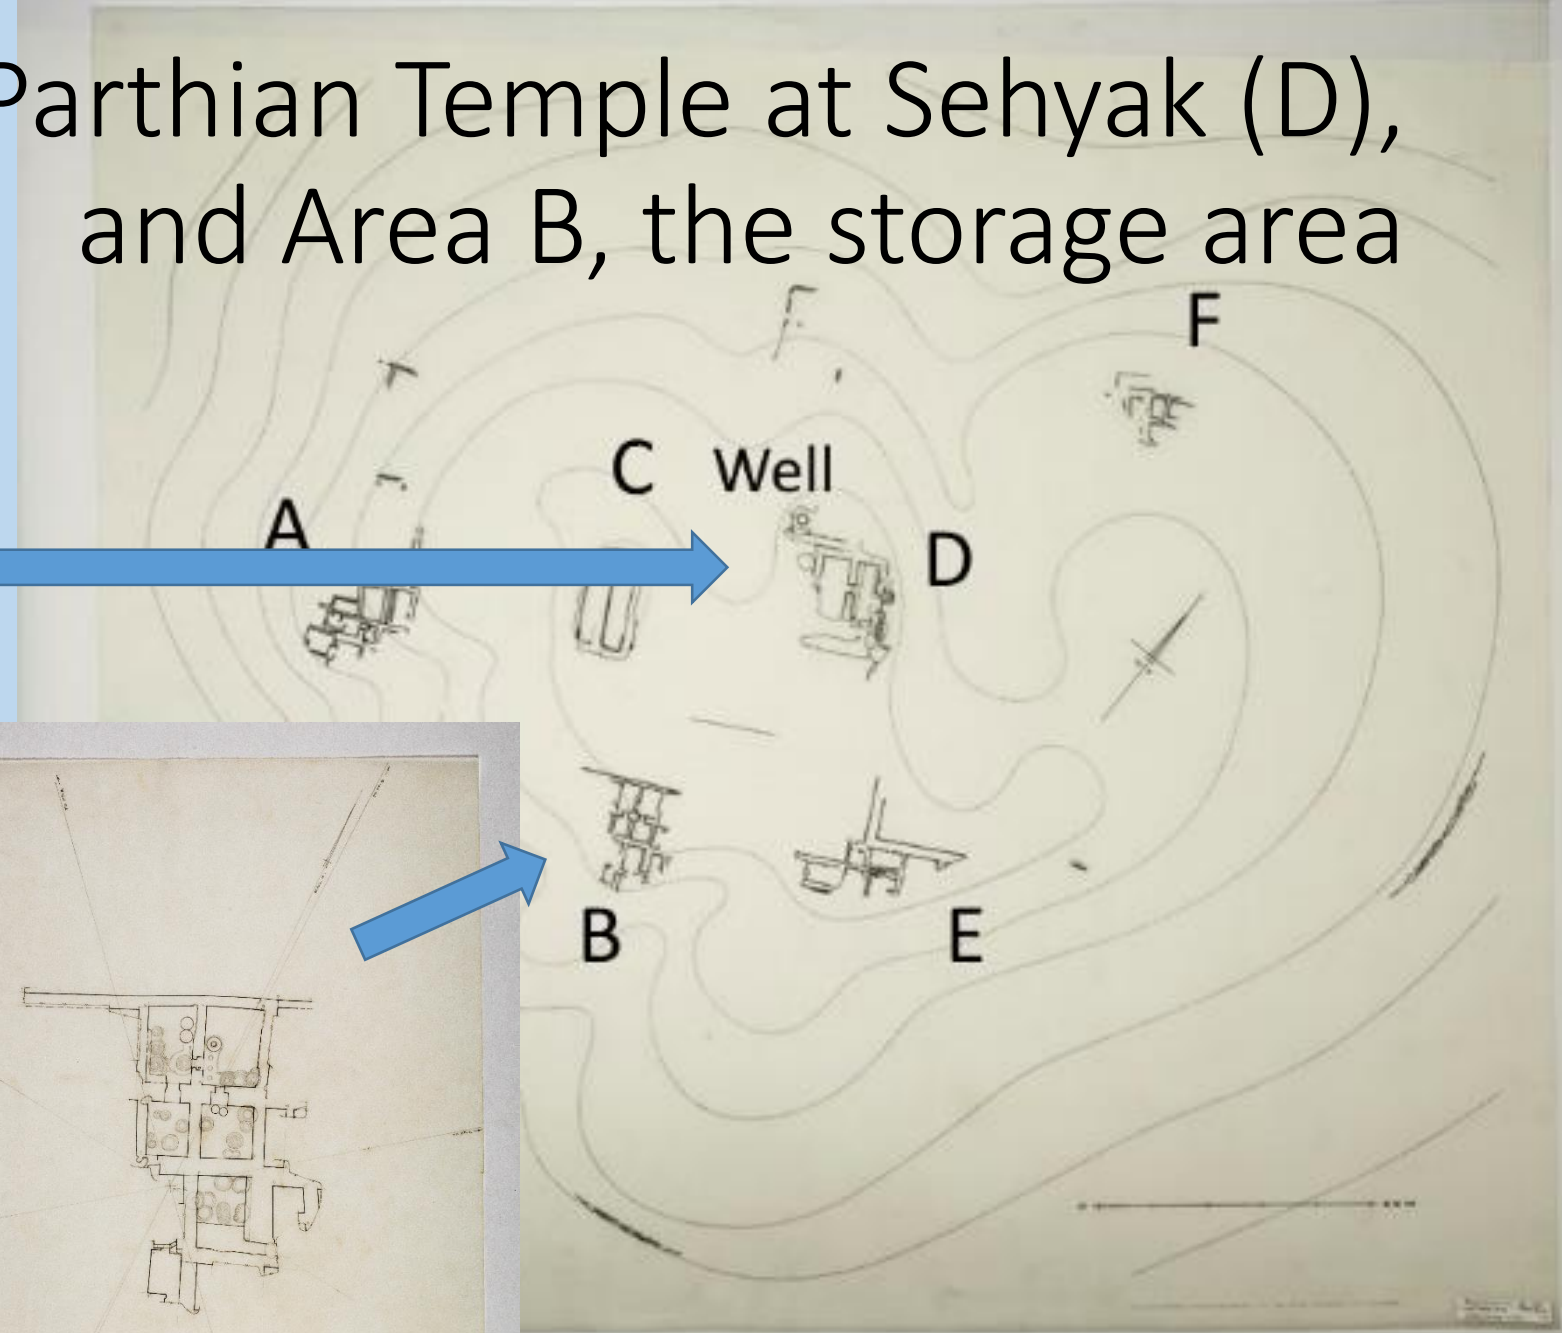 Parthian Temple at Sehyak (D),
and Area B, the storage area
F
C Well
A
D
B
E